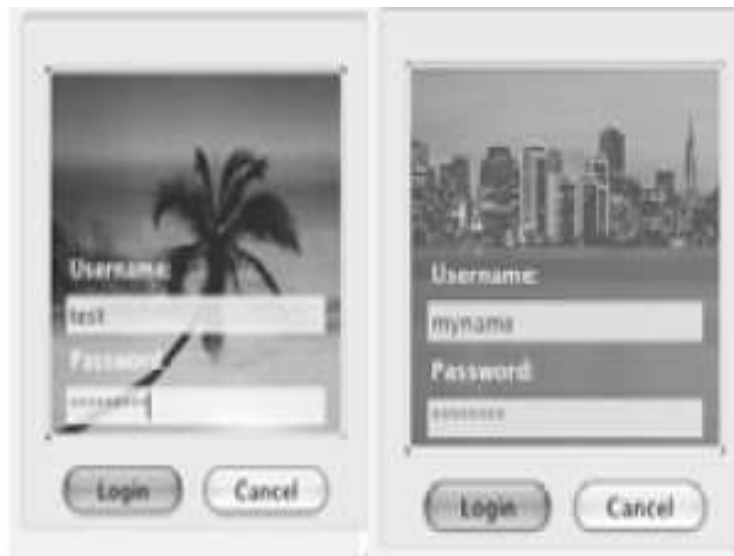 Username:
test
Password:
*********
Login Cancel
Username:
myname
Password:
********
Login Cancel